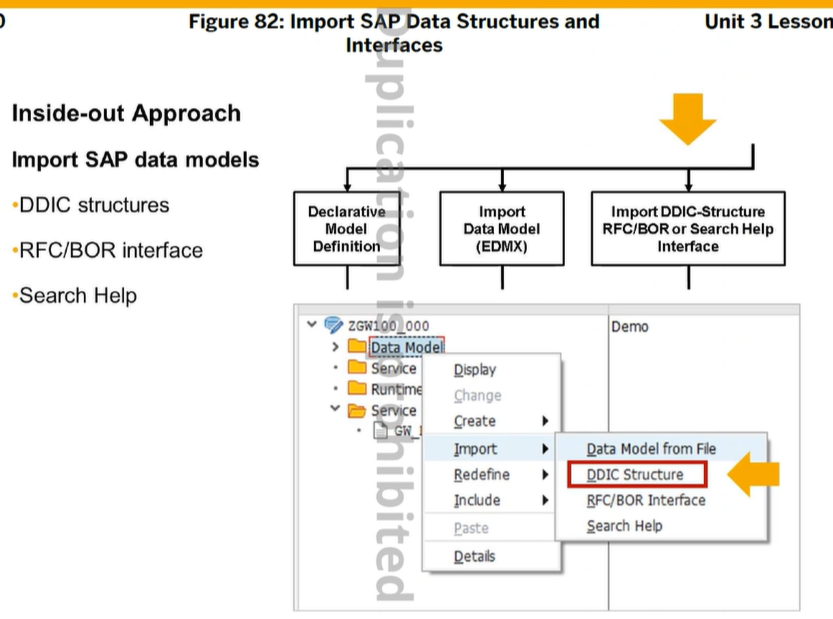 Figure 82: Import SAP Data Structures and
Interfaces
Unit 3 Lesson
Inside-out Approach
Import SAP data models
•DDIC structures
•RFC/BOR interface
•Search Help
Declarative
Model
Definition
Import
Data Model
(EDMX)
Import DDIC-Structure
RFC/BOR or Search Help
Interface
ZGW100_000
Demo
Data Model
Service
Runtime
Service
Display
Change
Create
Import
Redefine
Include
Paste
Details
Data Model from File
DDIC Structure
RFC/BOR Interface
Search Help
Duplication is prohibited